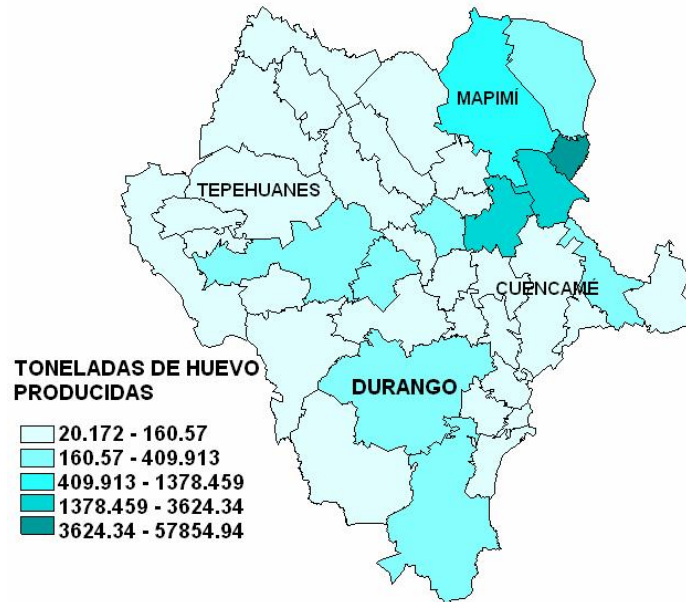 MAPIMÍ
TEPEHUANES
CUENCAMÉ
DURANGO
TONELADAS DE HUEVO
PRODUCIDAS
20.172 - 160.57
160.57 - 409.913
409.913 - 1378.459
1378.459 - 3624.34
3624.34 - 57854.94